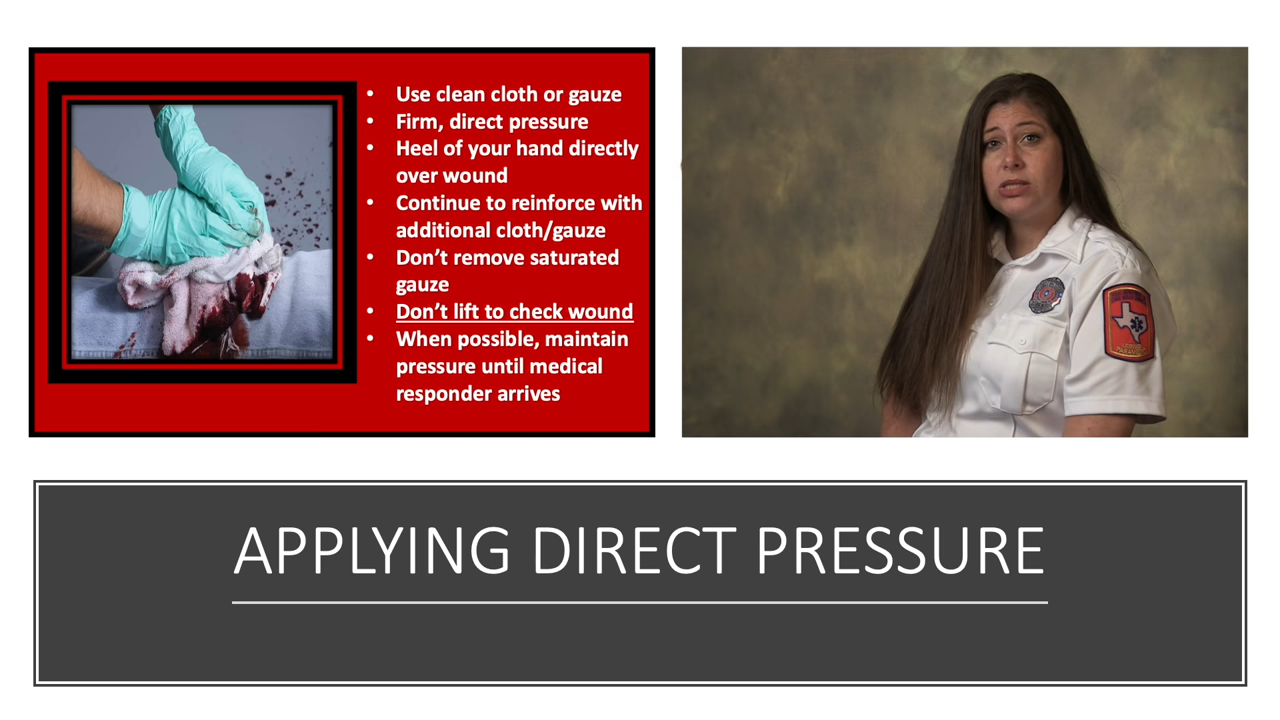 • Use clean cloth or gauze
• Firm, direct pressure
• Heel of your hand directly
over wound
• Continue to reinforce with
additional cloth/gauze
• Don’t remove saturated
gauze
• Don’t lift to check wound
• When possible, maintain
pressure until medical
responder arrives
APPLYING DIRECT PRESSURE